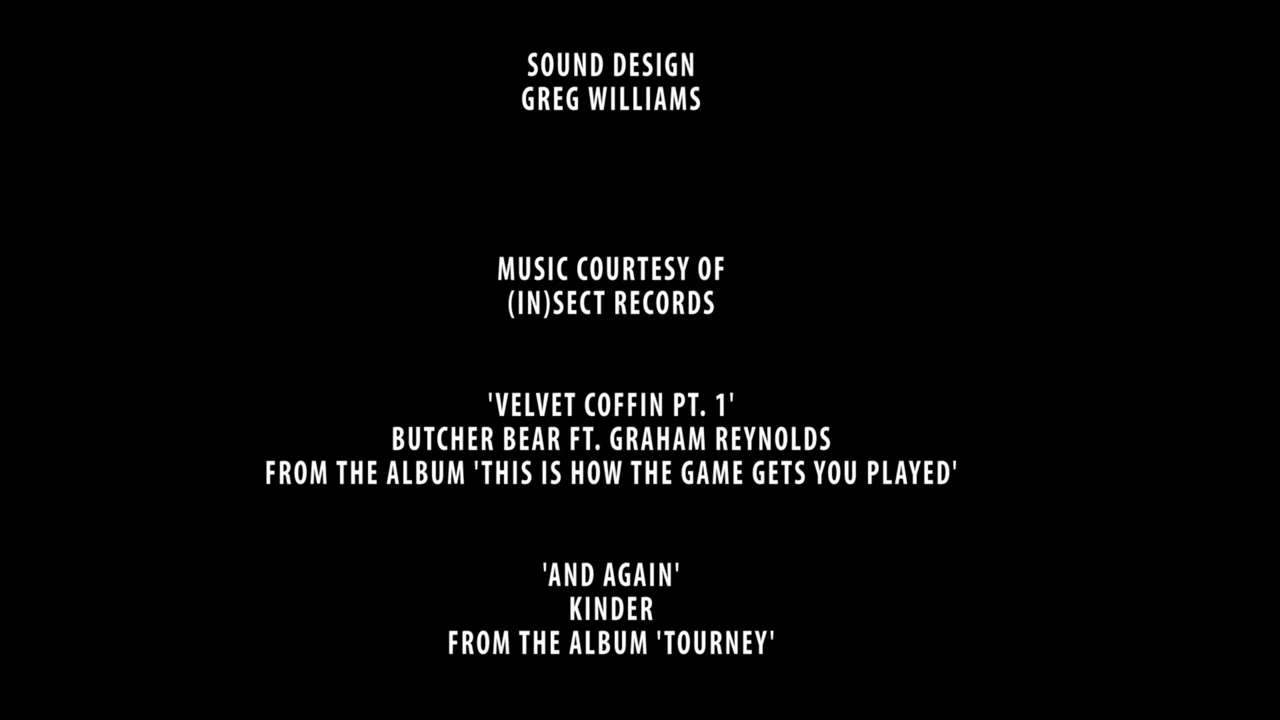 SOUND DESIGN
GREG WILLIAMS
MUSIC COURTESY OF
(IN)SECT RECORDS
'VELVET COFFIN PT. 1'
BUTCHER BEAR FT. GRAHAM REYNOLDS
FROM THE ALBUM 'THIS IS HOW THE GAME GETS YOU PLAYED'
'AND AGAIN'
KINDER
FROM THE ALBUM 'TOURNEY'